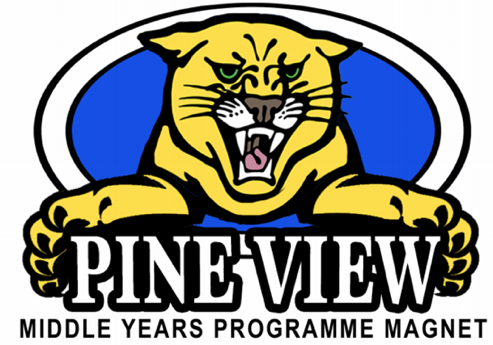 PINE VIEW
MIDDLE YEARS PROGRAMME MAGNET